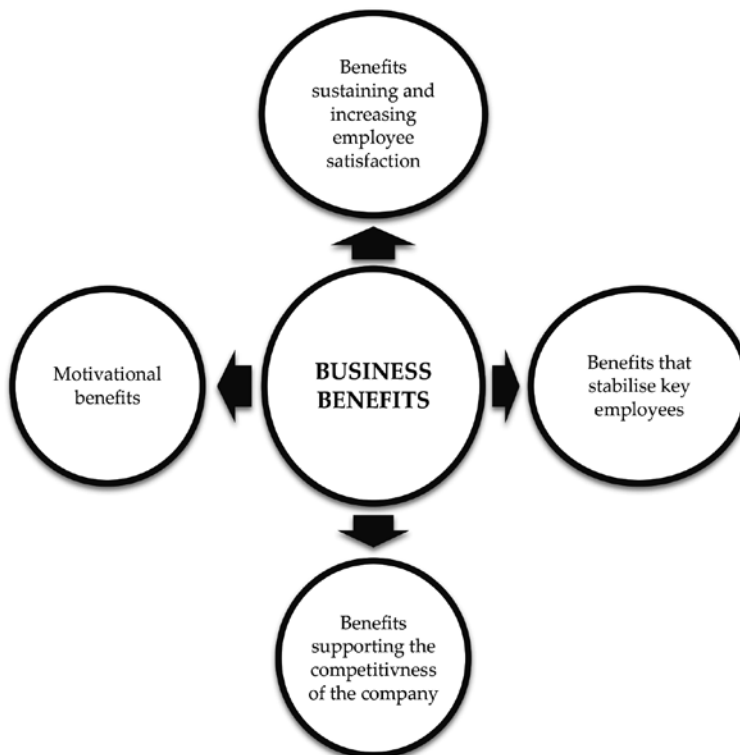 Benefits
sustaining and
increasing
employee
satisfaction
Motivational
benefits
BUSINESS
BENEFITS
Benefits that
stabilise key
employees
Benefits
supporting the
competitivness
of the company